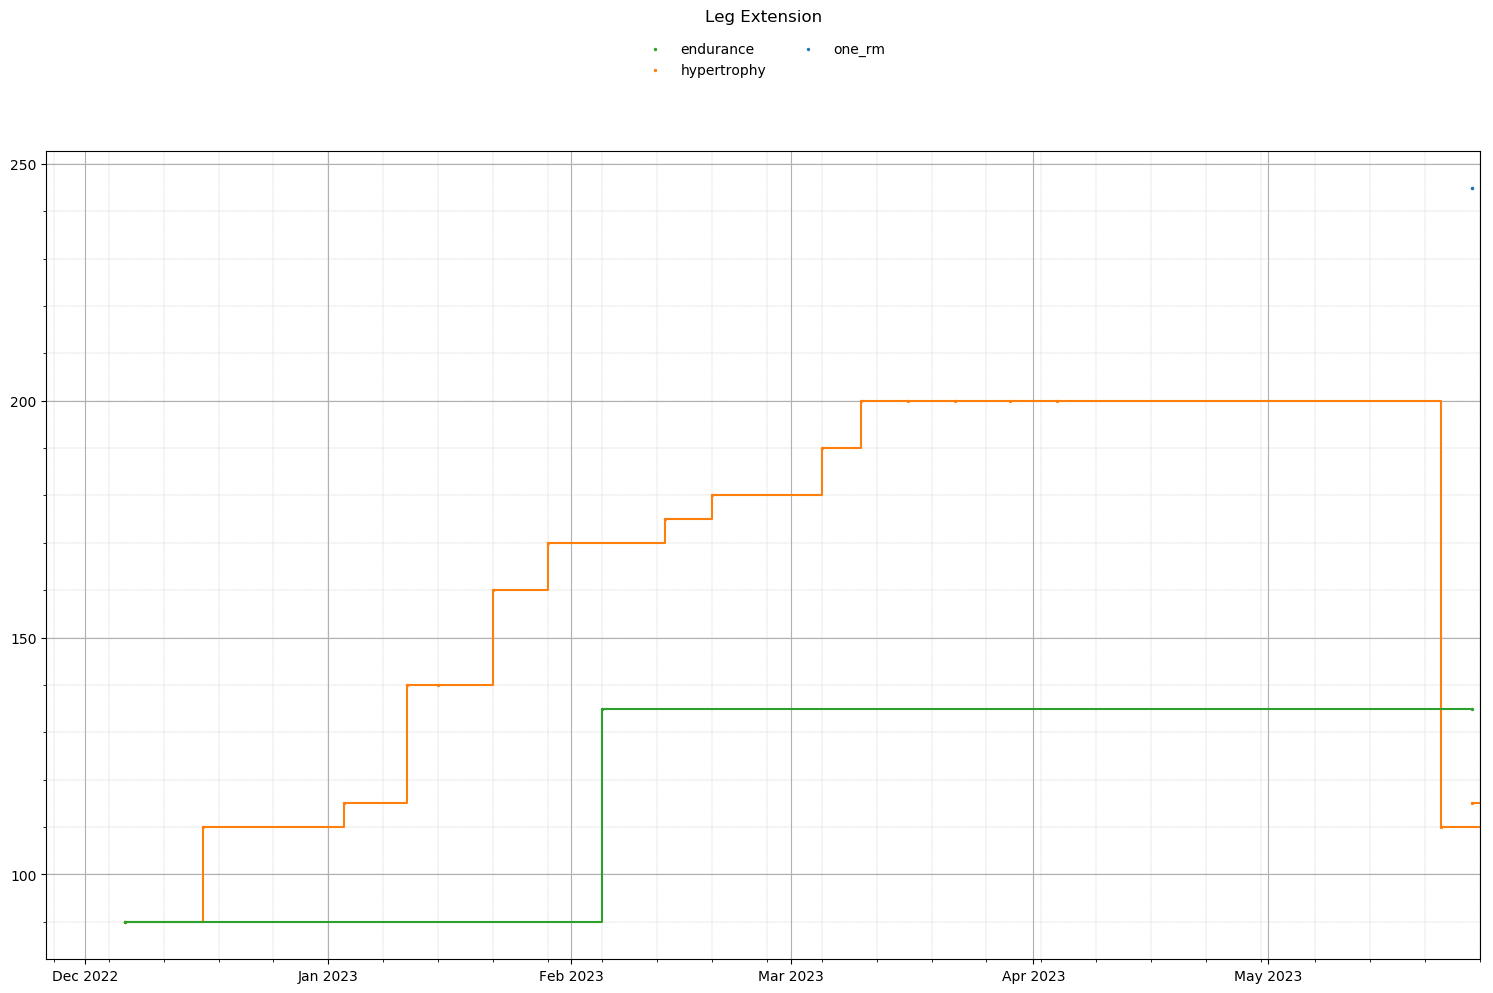 Leg Extension
endurance one_rm
hypertrophy
250
200
150
100
Dec 2022 Jan 2023 Feb 2023 Mar 2023 Apr 2023 May 2023